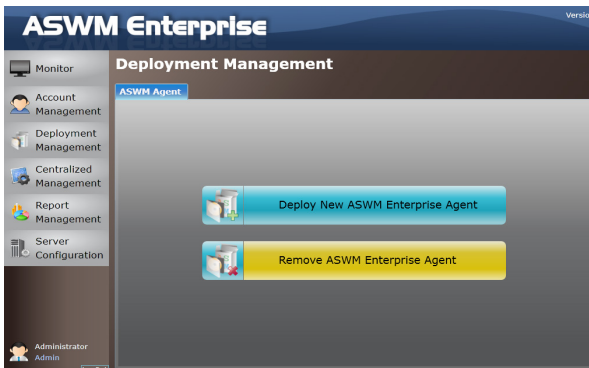 ASWM Enterprise
Versio
Monitor
Deployment Management
Account
Management
ASWM Agent
Deployment
Management
Centralized
Management
Report
Management
Deploy New ASWM Enterprise Agent
Server
Configuration
Remove ASWM Enterprise Agent
Administrator
Admin